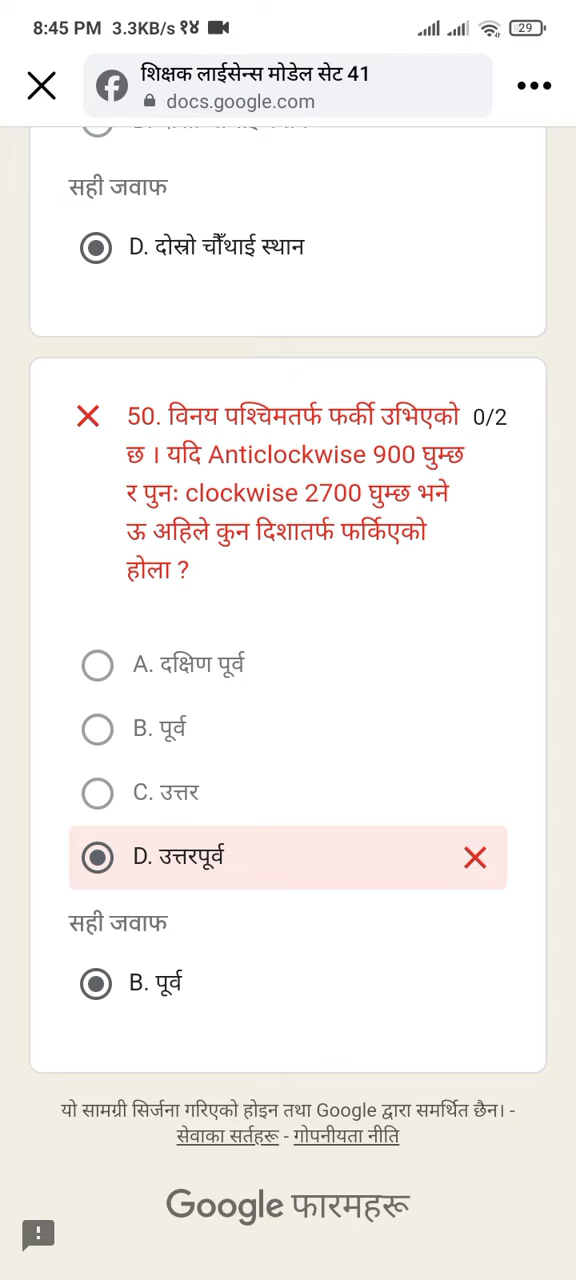 8:45 PM 3.3KB/s १४
29
शिक्षक लाईसेन्स मोडेल सेट 41
docs.google.com
सही जवाफ
D. दोस्रो चौँथाई स्थान
50. विनय पश्चिमतर्फ फर्की उभिएको 0/2
छ । यदि Anticlockwise 900 घुम्छ
र पुनः clockwise 2700 घुम्छ भने
ऊ अहिले कुन दिशातर्फ फर्किएको
होला ?
A. दक्षिण पूर्व
B. पूर्व
C. उत्तर
D. उत्तरपूर्व
सही जवाफ
B. पूर्व
यो सामग्री सिर्जना गरिएको होइन तथा Google द्वारा समर्थित छैन। -
सेवाका सर्तहरू - गोपनीयता नीति
Google फारमहरू